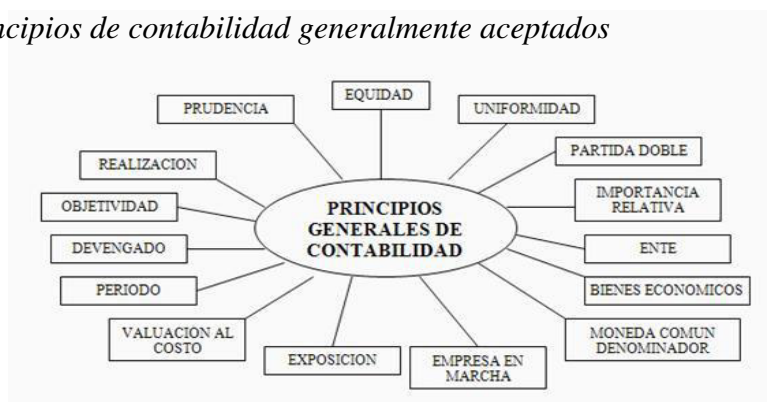 ncipios de contabilidad generalmente aceptados
EQUIDAD
PRUDENCIA
UNIFORMIDAD
PARTIDA DOBLE
REALIZACION
IMPORTANCIA
RELATIVA
OBJETIVIDAD
PRINCIPIOS
GENERALES DE
CONTABILIDAD
DEVENGADO
ENTE
PERIODO
BIENES ECONOMICOS
VALUACION AL
COSTO
MONEDA COMUN
DENOMINADOR
EXPOSICION
EMPRESA EN
MARCHA